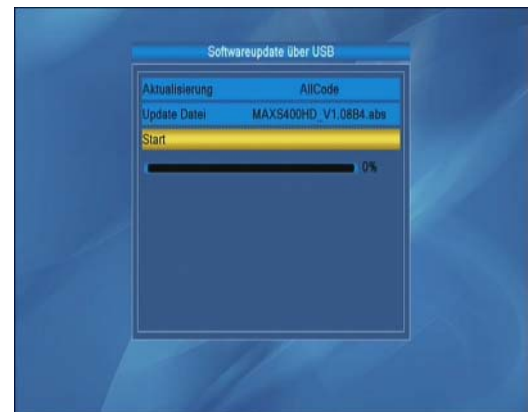 Softwareupdate über USB
Aktualisierung AllCode
Update Datei MAXS400HD_V1.08B4.abs
Start
0%